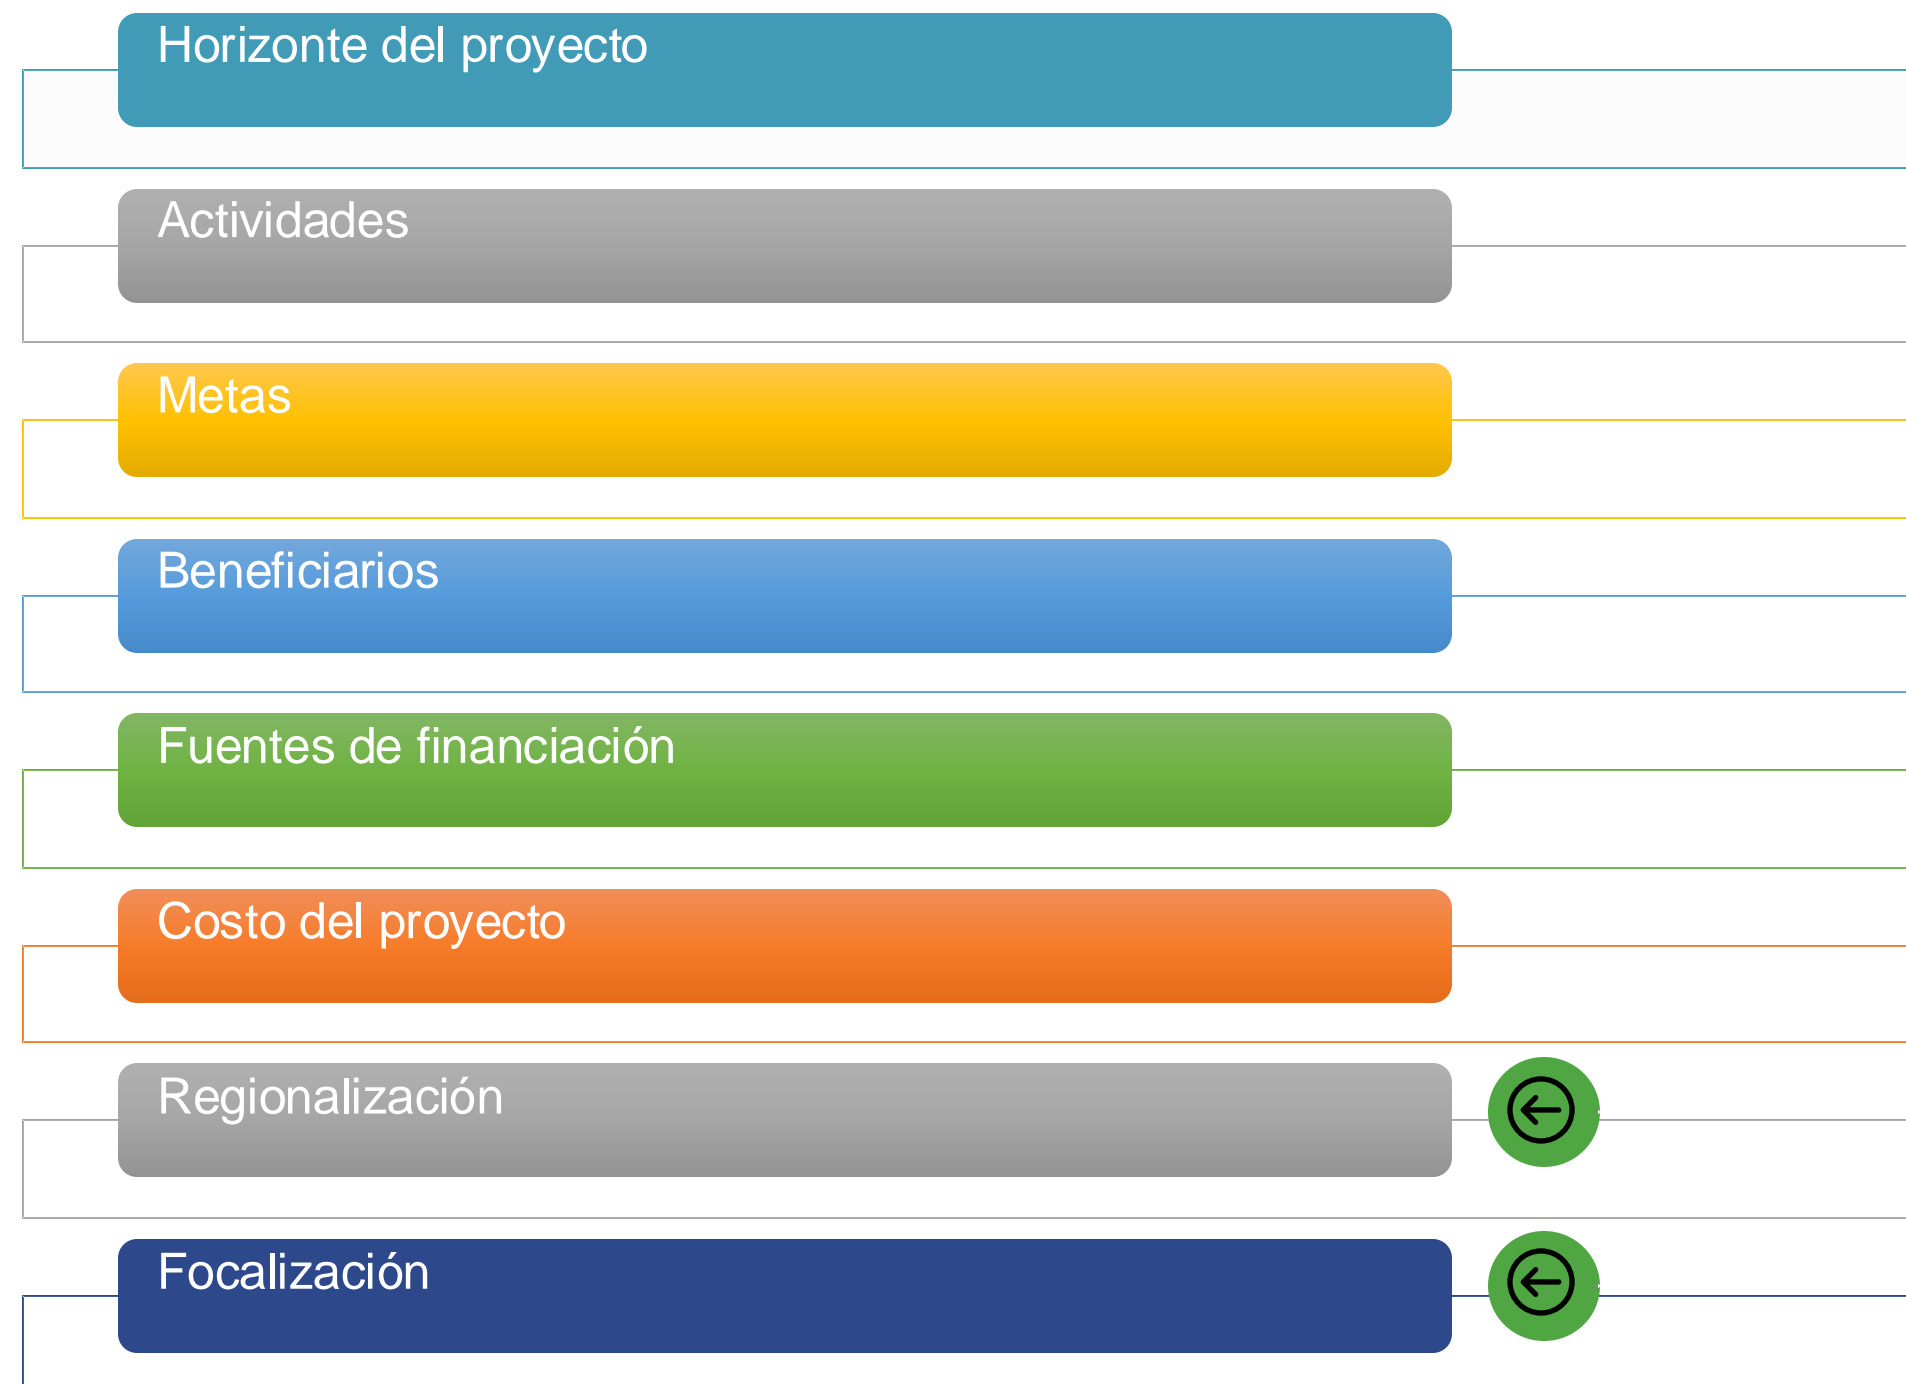 Horizonte del proyecto
Actividades
Metas
Beneficiarios
Fuentes de financiación
Costo del proyecto
Regionalización
Focalización